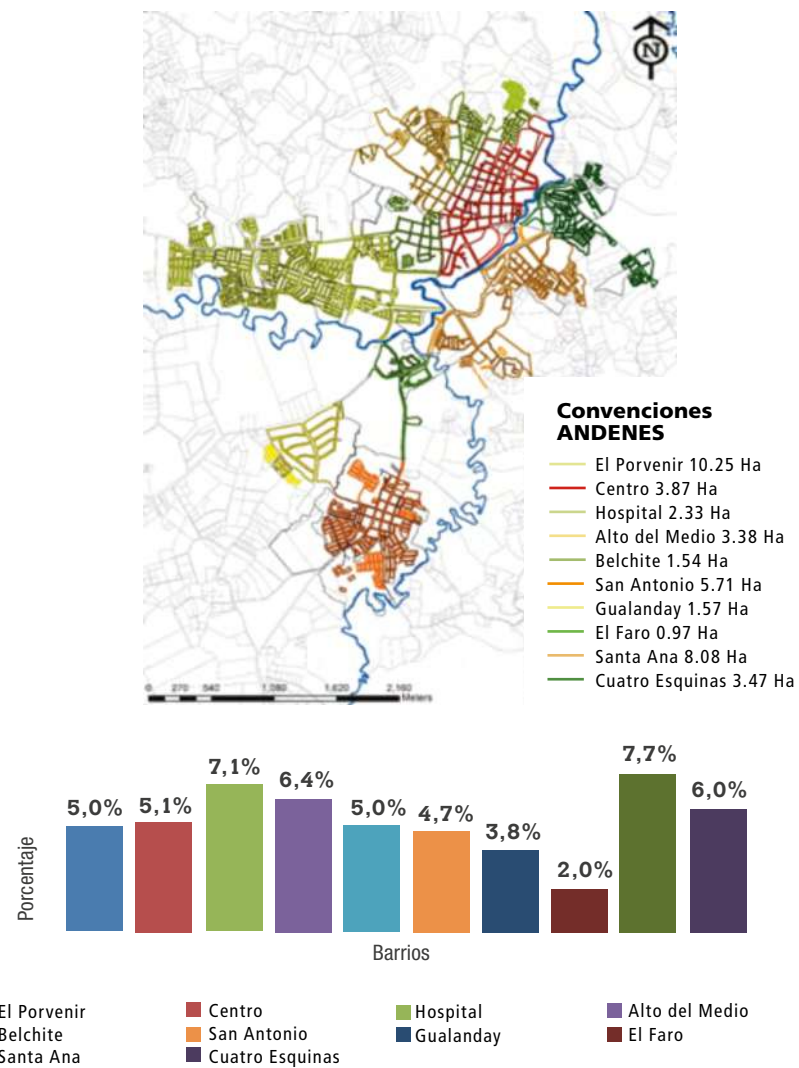 N
Convenciones
ANDENES
El Porvenir 10.25 Ha
Centro 3.87 Ha
Hospital 2.33 Ha
Alto del Medio 3.38 Ha
Belchite 1.54 Ha
San Antonio 5.71 Ha
Gualanday 1.57 Ha
El Faro 0.97 Ha
Santa Ana 8.08 Ha
Cuatro Esquinas 3.47 Ha
0 270 540 1,080 1,620 2,160
Meters
5,0% 5,1% 7,1% 6,4% 5,0% 4,7% 3,8% 2,0% 7,7% 6,0%
Porcentaje
Barrios
El Porvenir Centro Hospital Alto del Medio
Belchite San Antonio Gualanday El Faro
Santa Ana Cuatro Esquinas